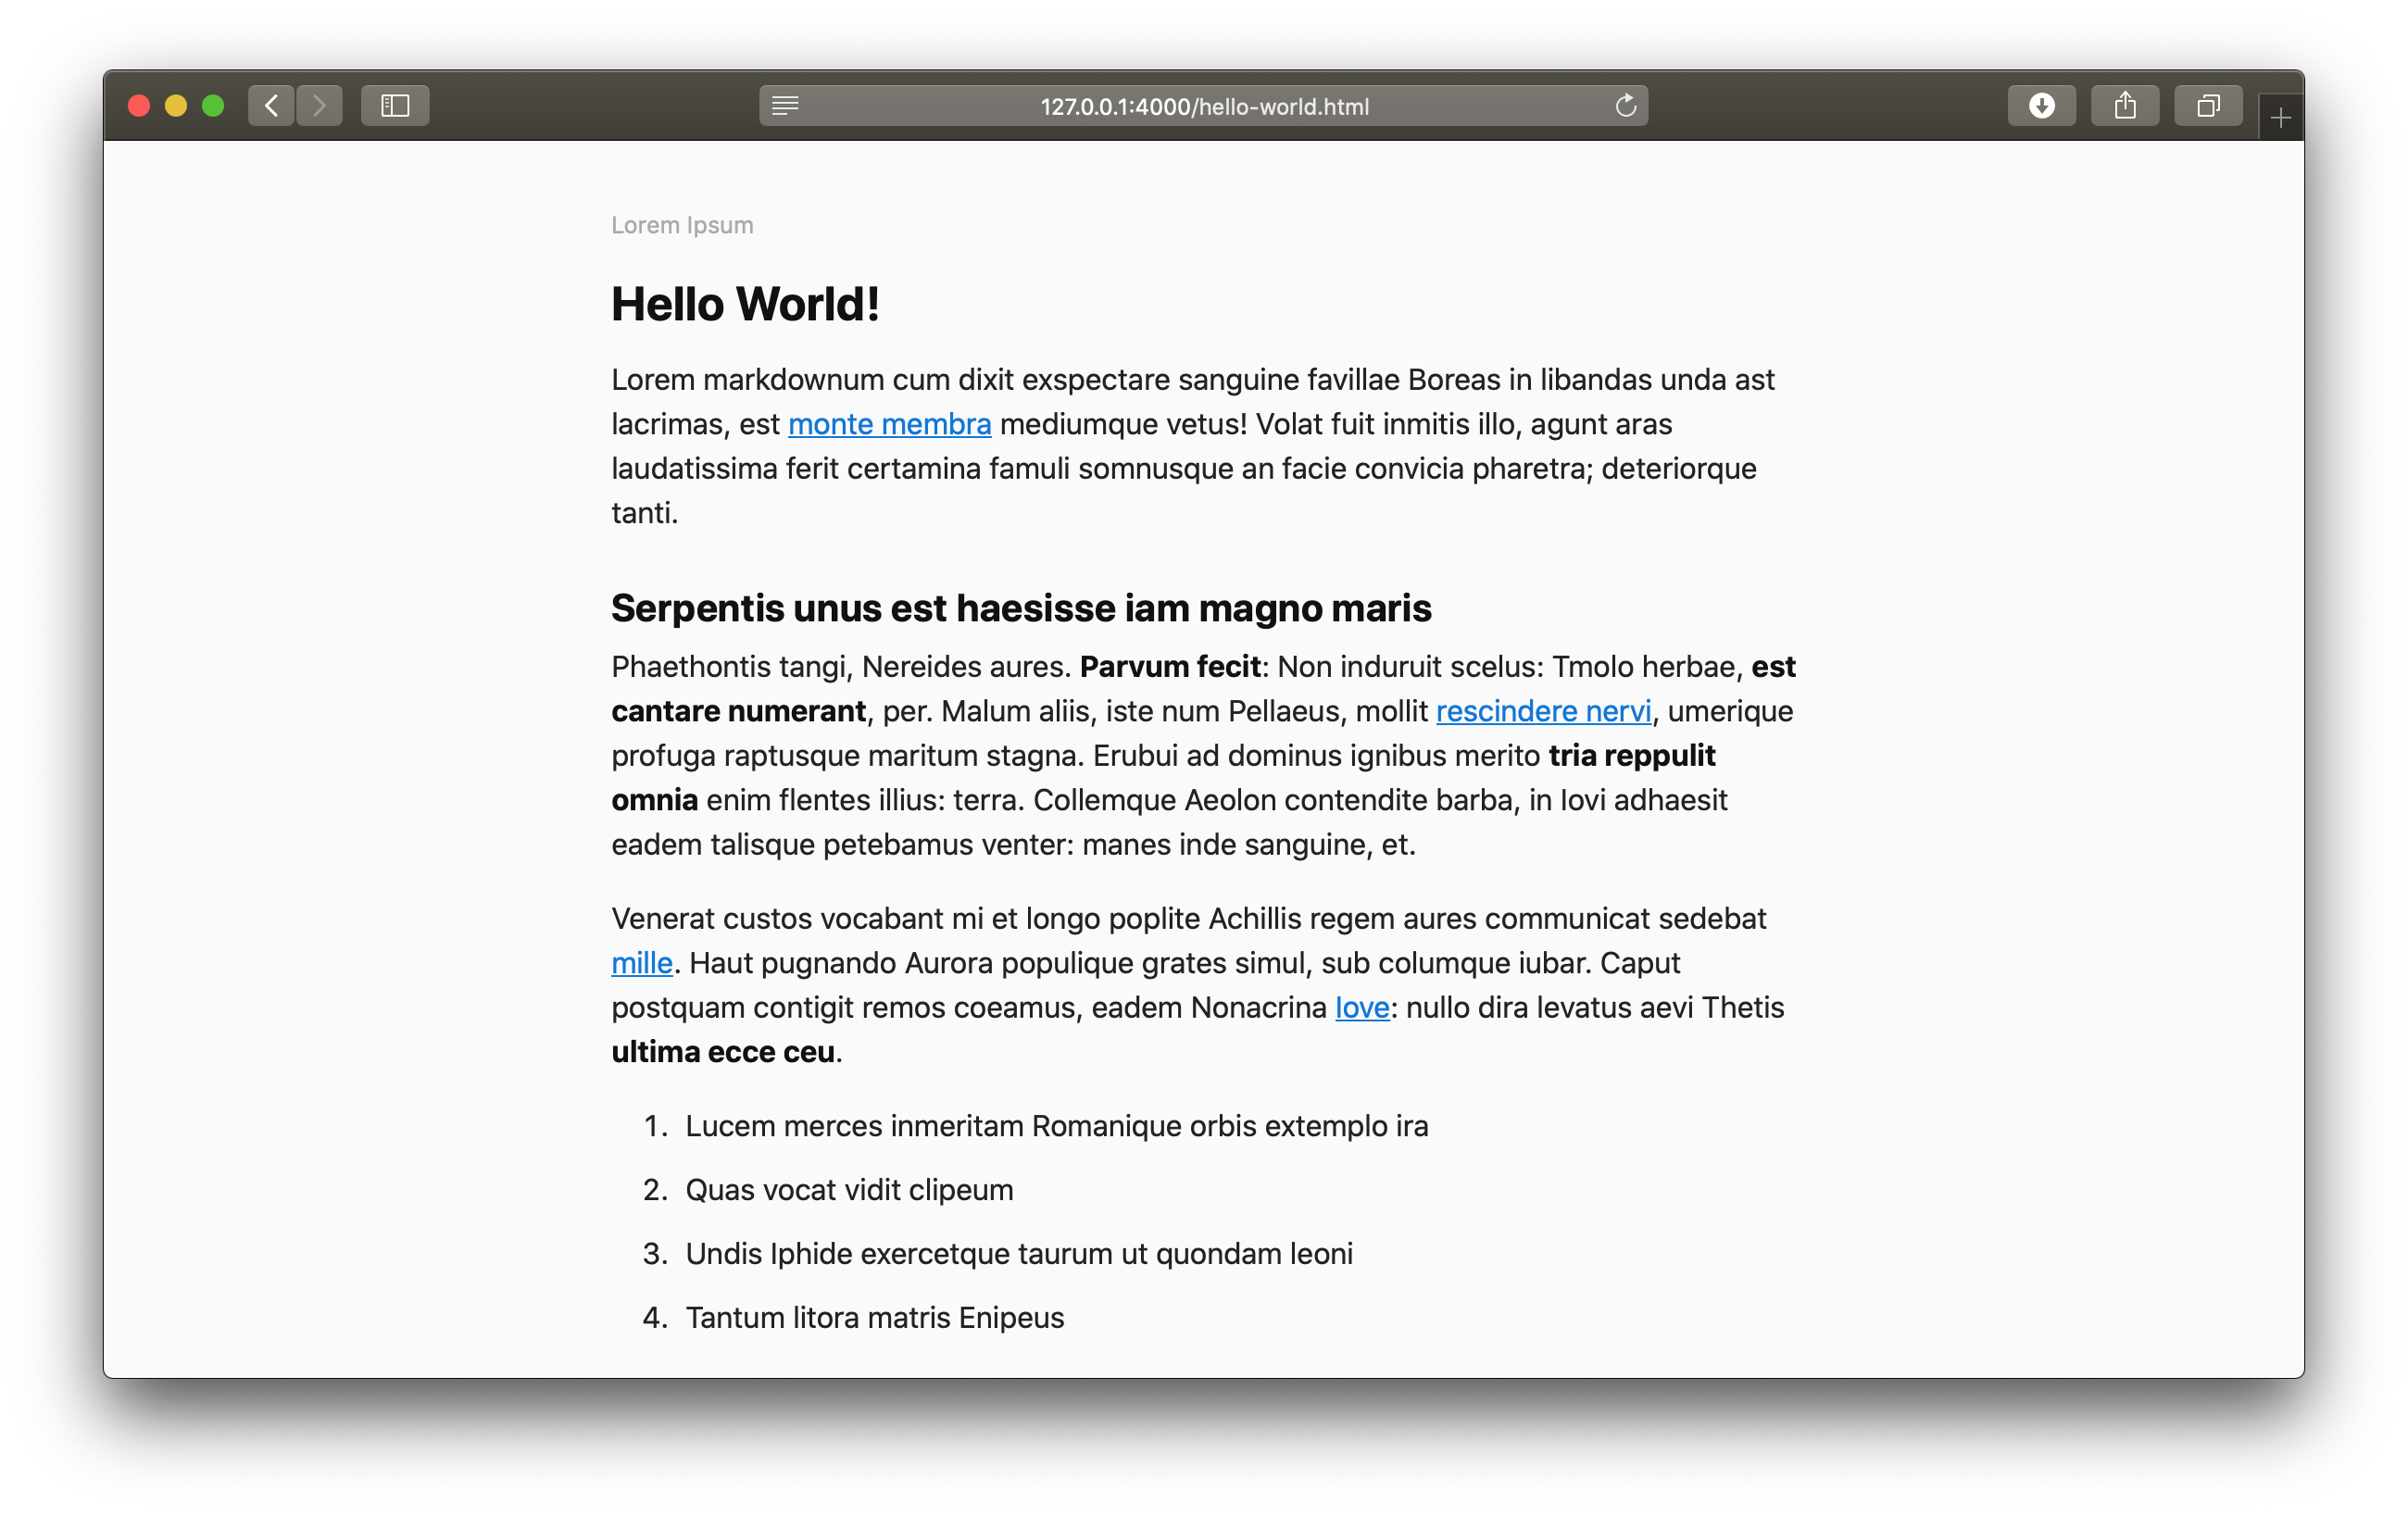 127.0.0.1:4000/hello-world.html
Lorem Ipsum
Hello World!
Lorem markdownum cum dixit exspectare sanguine favillae Boreas in libandas unda ast
lacrimas, est monte membra mediumque vetus! Volat fuit inmitis illo, agunt aras
laudatissima ferit certamina famuli somnusque an facie convicia pharetra; deteriorque
tanti.
Serpentis unus est haesisse iam magno maris
Phaethontis tangi, Nereides aures. Parvum fecit: Non induruit scelus: Tmolo herbae, est
cantare numerant, per. Malum aliis, iste num Pellaeus, mollit rescindere nervi, umerique
profuga raptusque maritum stagna. Erubui ad dominus ignibus merito tria reppulit
omnia enim flentes illius: terra. Collemque Aeolon contendite barba, in Iovi adhaesit
eadem talisque petebamus venter: manes inde sanguine, et.
Venerat custos vocabant mi et longo poplite Achillis regem aures communicat sedebat
mille. Haut pugnando Aurora populique grates simul, sub columque iubar. Caput
postquam contigit remos coeamus, eadem Nonacrina Iove: nullo dira levatus aevi Thetis
ultima ecce ceu.
1. Lucem merces inmeritam Romanique orbis extemplo ira
2. Quas vocat vidit clipeum
3. Undis Iphide exercetque taurum ut quondam leoni
4. Tantum litora matris Enipeus